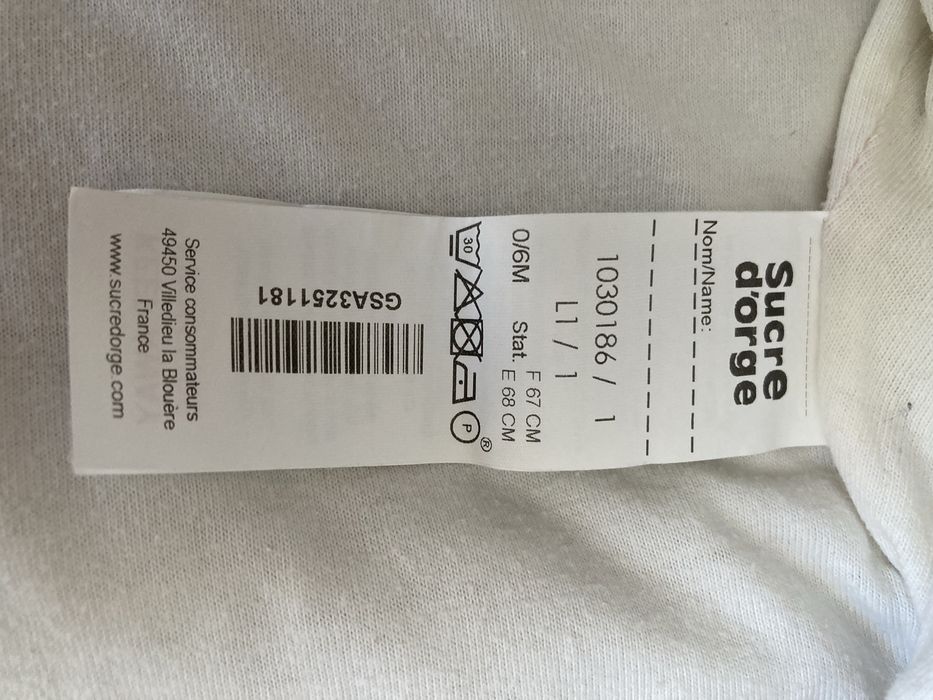 Sucre
d'orge
Nom/Name:
1030186 / 1
L1 / 1
0/6M Stat. F 67 CM
E 68 CM
30
P
®
GSA3251181
Service consommateurs
49450 Villedieu la Blouère
France
www.sucredorge.com